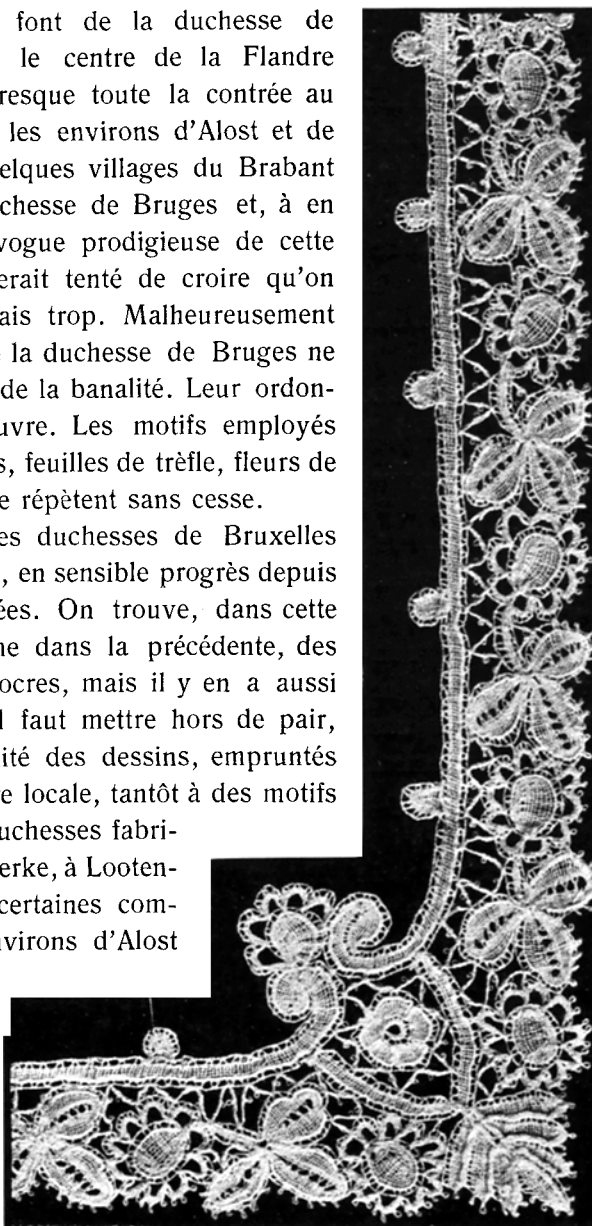 font de la duchesse de
le centre de la Flandre
resque toute la contrée au
les environs d'Alost et de
elques villages du Brabant
chesse de Bruges et, à en
vogue prodigieuse de cette
erait tenté de croire qu'on
ais trop. Malheureusement
la duchesse de Bruges ne
de la banalité. Leur ordon-
uvre. Les motifs employés
s, feuilles de trèfle, fleurs de
e répètent sans cesse.
es duchesses de Bruxelles
, en sensible progrès depuis
ées. On trouve, dans cette
ne dans la précédente, des
ocres, mais il y en a aussi
l faut mettre hors de pair,
ité des dessins, empruntés
e locale, tantôt à des motifs
uchesses fabri-
erke, à Looten-
certaines com-
nvirons d'Alost